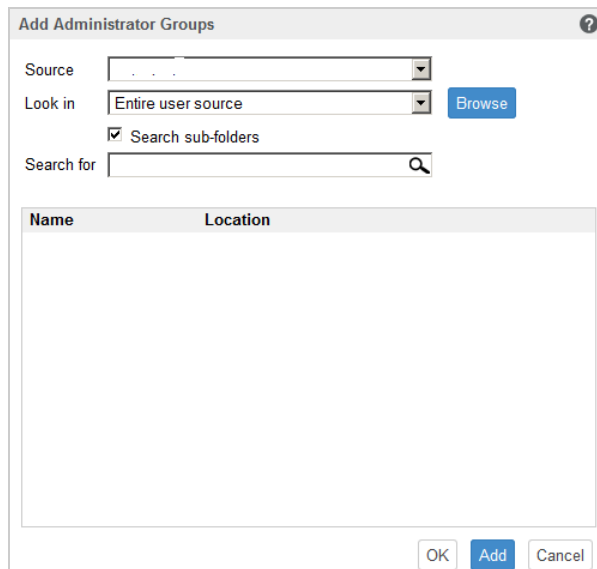 Add Administrator Groups ?
Source
Look in Entire user source Browse
Search sub-folders
Search for
Name Location
OK Add Cancel